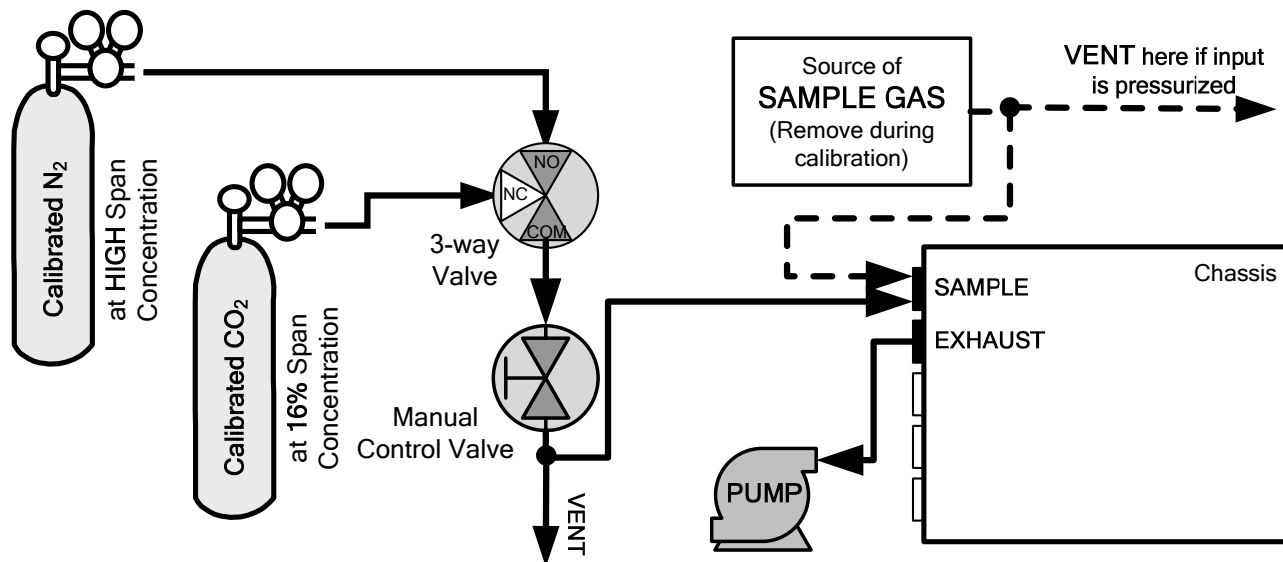 Calibrated N2
at HIGH Span
Concentration
Calibrated CO2
at 16% Span
Concentration
NO
NC
COM
3-way
Valve
Manual
Control Valve
VENT
Source of
SAMPLE GAS
(Remove during
calibration)
VENT here if input
is pressurized
Chassis
SAMPLE
EXHAUST
PUMP